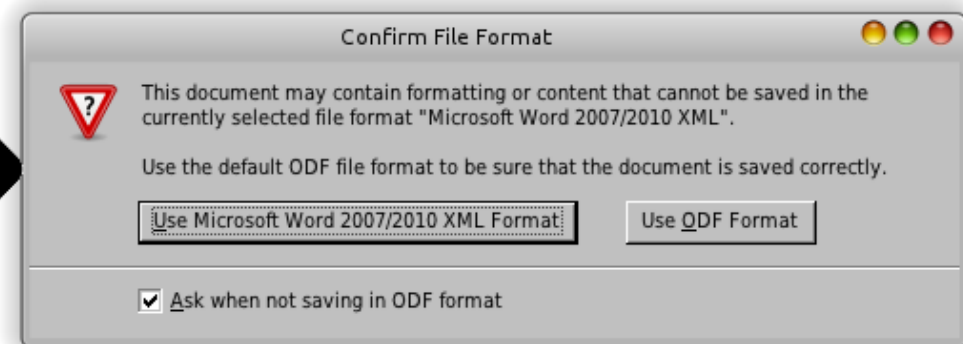 Confirm File Format
?
This document may contain formatting or content that cannot be saved in the
currently selected file format "Microsoft Word 2007/2010 XML".
Use the default ODF file format to be sure that the document is saved correctly.
Use Microsoft Word 2007/2010 XML Format
Use ODF Format
Ask when not saving in ODF format